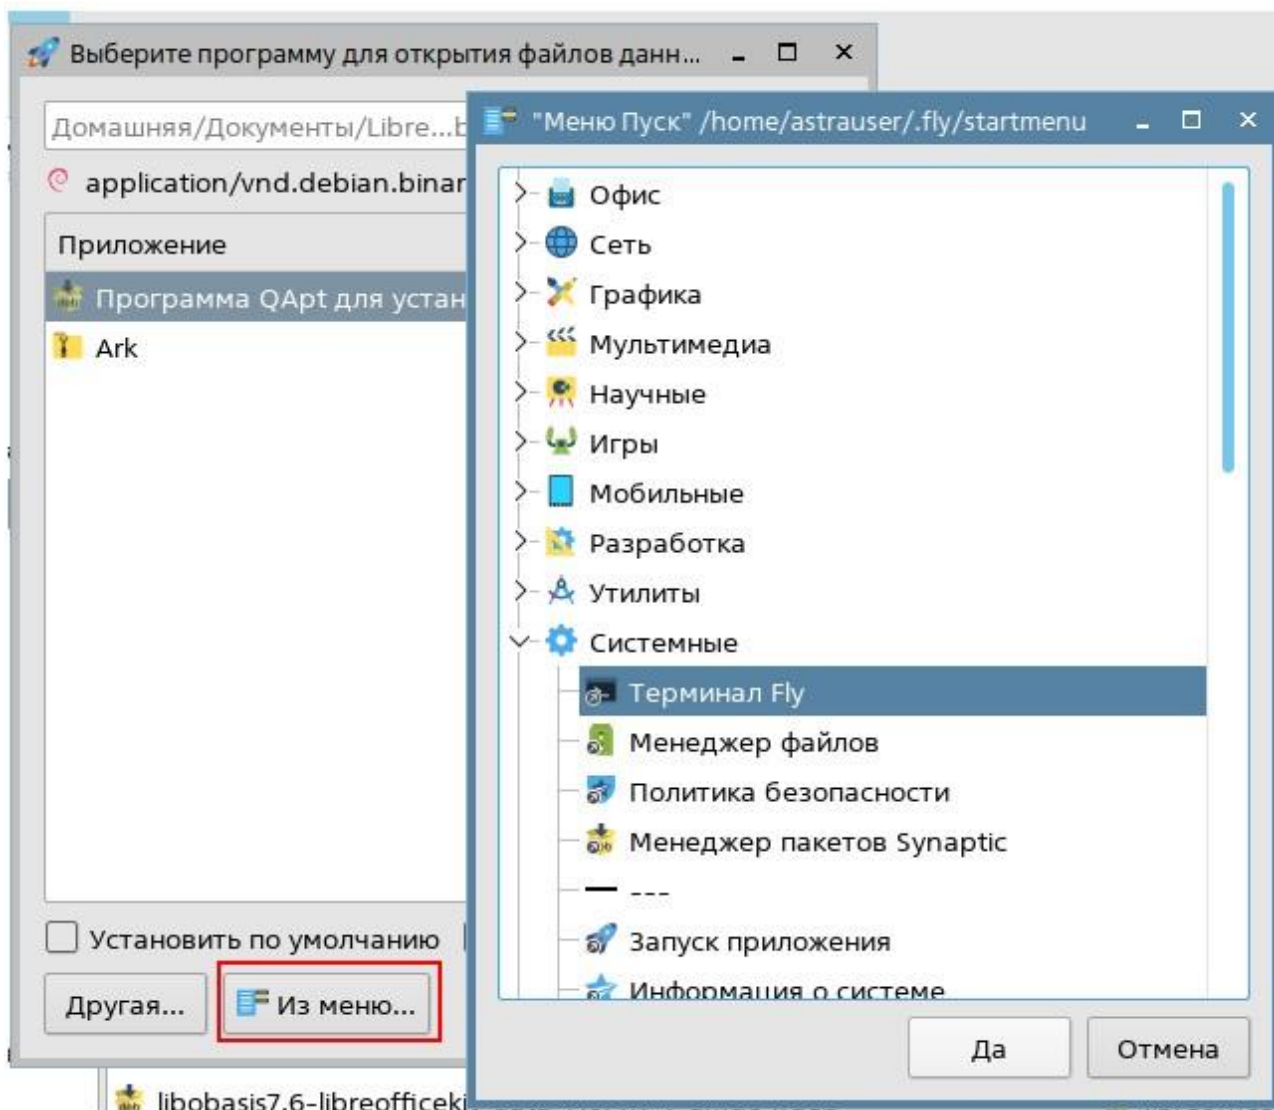 Выберите программу для открытия файлов данн...
Домашняя/Документы/Libre...b
application/vnd.debian.binar
Приложение
Программа QApt для устан
Ark
Установить по умолчанию
Другая...
Из меню...
"Меню Пуск" /home/astrauser/.fly/startmenu
Офис
Сеть
Графика
Мультимедиа
Научные
Игры
Мобильные
Разработка
Утилиты
Системные
Терминал Fly
Менеджер файлов
Политика безопасности
Менеджер пакетов Synaptic
---
Запуск приложения
Информация о системе
Да
Отмена
libobasis7.6-libreofficeki